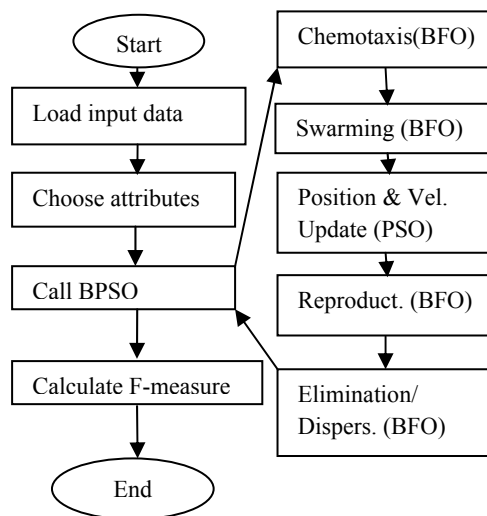 Start
Load input data
Choose attributes
Call BPSO
Calculate F-measure
End
Chemotaxis(BFO)
Swarming (BFO)
Position & Vel.
Update (PSO)
Reproduct. (BFO)
Elimination/
Dispers. (BFO)